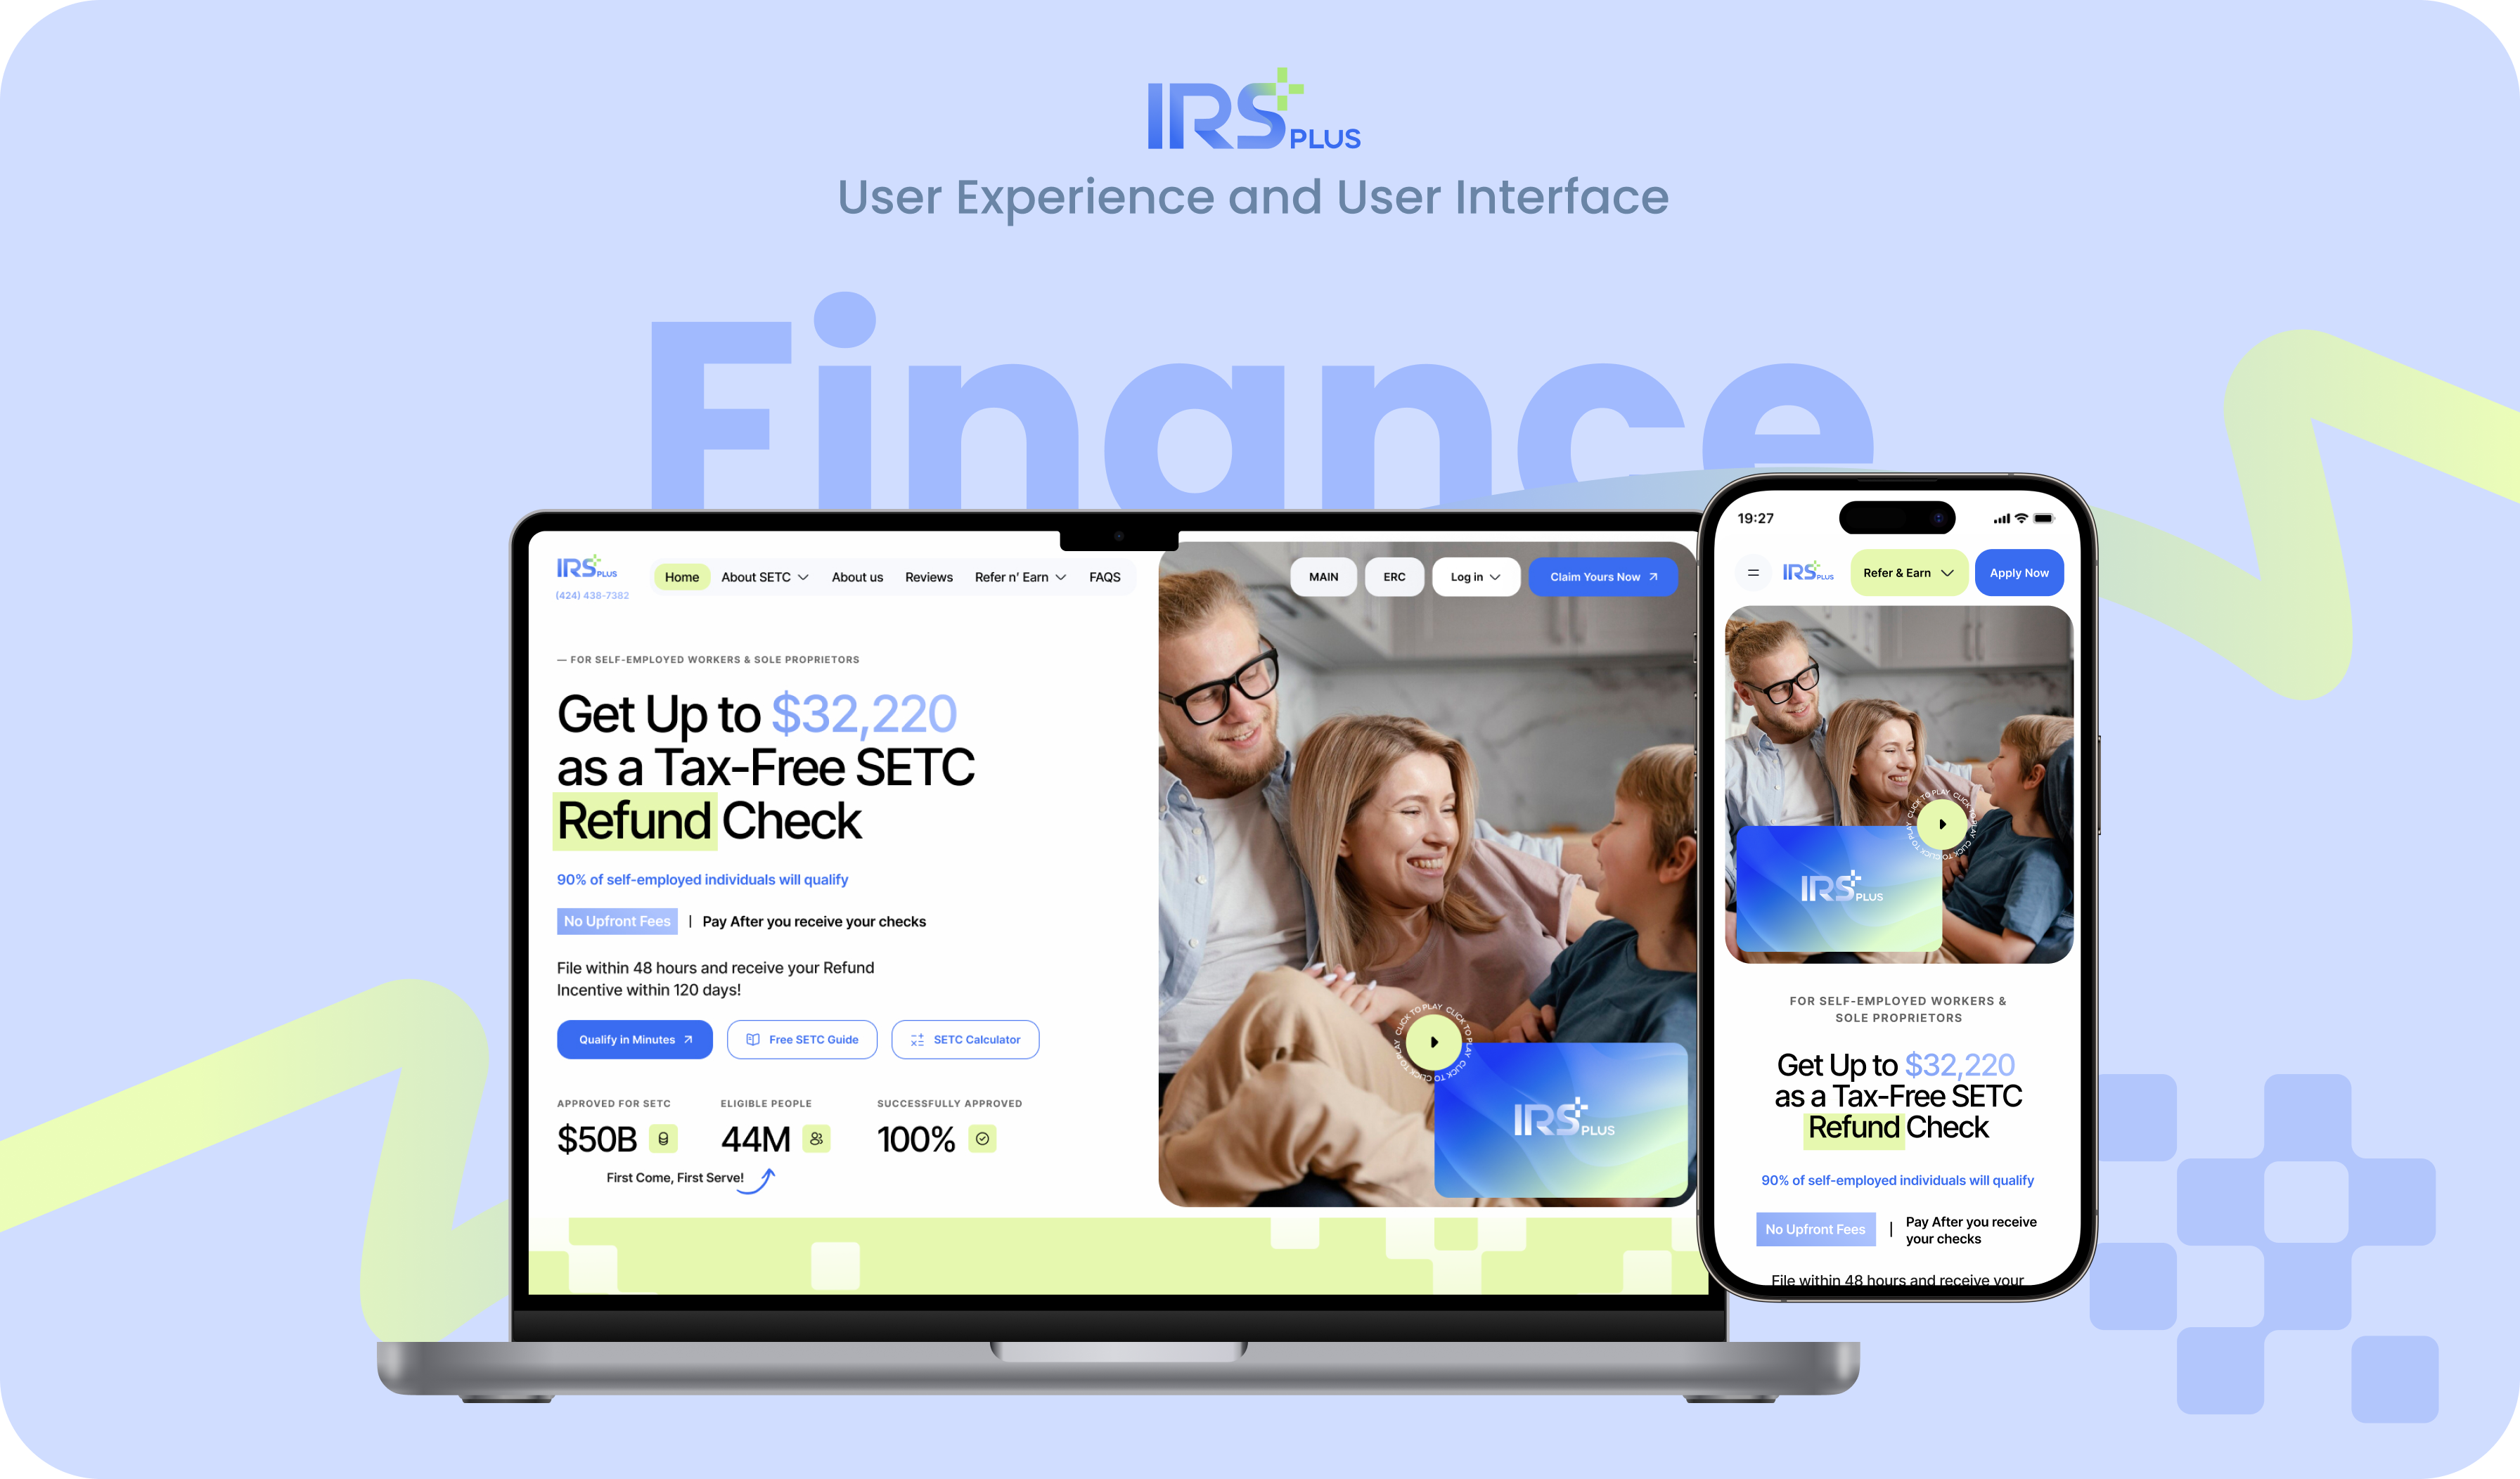 IRS PLUS
User Experience and User Interface
Finance
IRS PLUS
(424) 438-7382
Home
About SETC
About us
Reviews
Refer n’ Earn
FAQS
MAIN
ERC
Log in
Claim Yours Now
— FOR SELF-EMPLOYED WORKERS & SOLE PROPRIETORS
Get Up to $32,220
as a Tax-Free SETC
Refund Check
90% of self-employed individuals will qualify
No Upfront Fees | Pay After you receive your checks
File within 48 hours and receive your Refund
Incentive within 120 days!
Qualify in Minutes
Free SETC Guide
SETC Calculator
APPROVED FOR SETC
$50B
ELIGIBLE PEOPLE
44M
SUCCESSFULLY APPROVED
100%
First Come, First Serve!
CLICK TO PLAY CLICK TO PLAY CLICK TO PLAY
IRS PLUS
19:27
IRS PLUS
Refer & Earn
Apply Now
CLICK TO PLAY CLICK TO PLAY CLICK TO PLAY
IRS PLUS
FOR SELF-EMPLOYED WORKERS &
SOLE PROPRIETORS
Get Up to $32,220
as a Tax-Free SETC
Refund Check
90% of self-employed individuals will qualify
No Upfront Fees | Pay After you receive
your checks
File within 48 hours and receive your